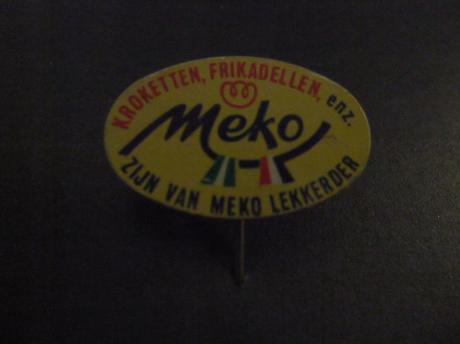 KROKETTEN, FRIKADELLEN, enz.
Meko
ZIJN VAN MEKO LEKKERDER